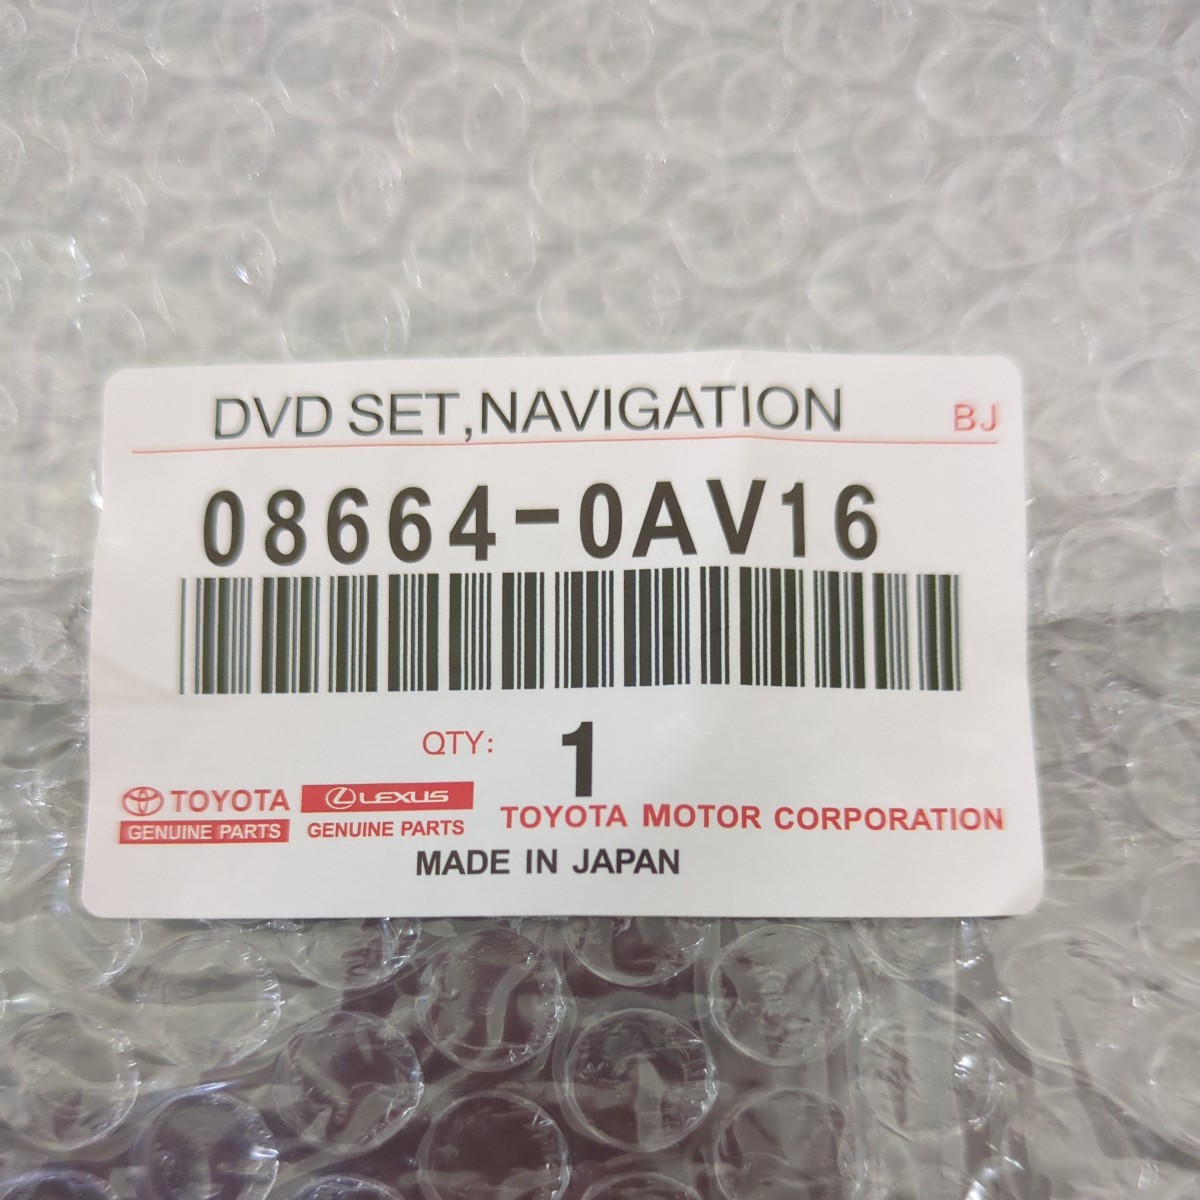 DVD SET,NAVIGATION BJ
08664-0AV16
QTY: 1
TOYOTA LEXUS
GENUINE PARTS GENUINE PARTS TOYOTA MOTOR CORPORATION
MADE IN JAPAN